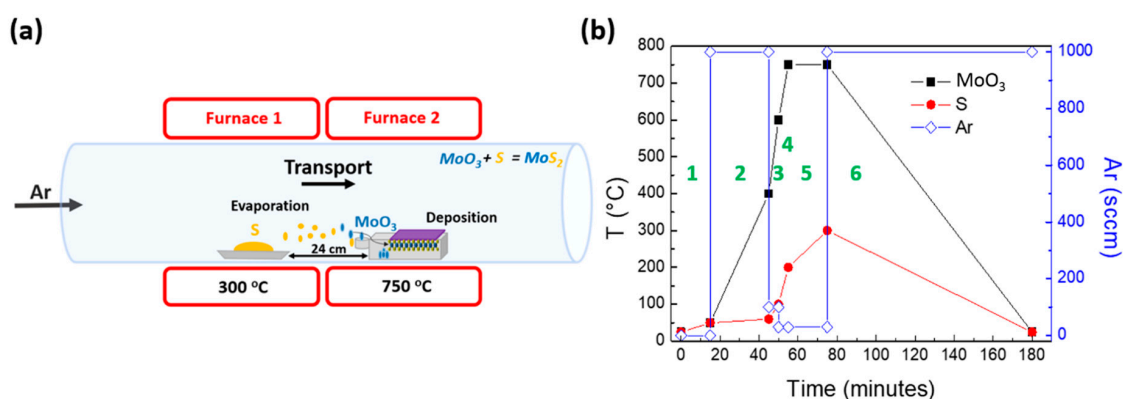 (a)
Furnace 1
Furnace 2
Transport
MoO₃ + S = MoS₂
Ar
Evaporation
S
MoO₃
Deposition
24 cm
300 °C
750 °C
(b)
800
700
600
500
400
300
200
100
0
T (°C)
1
2
3
4
5
6
MoO₃
S
Ar
1000
800
600
400
200
0
Ar (sccm)
0 20 40 60 80 100 120 140 160 180
Time (minutes)